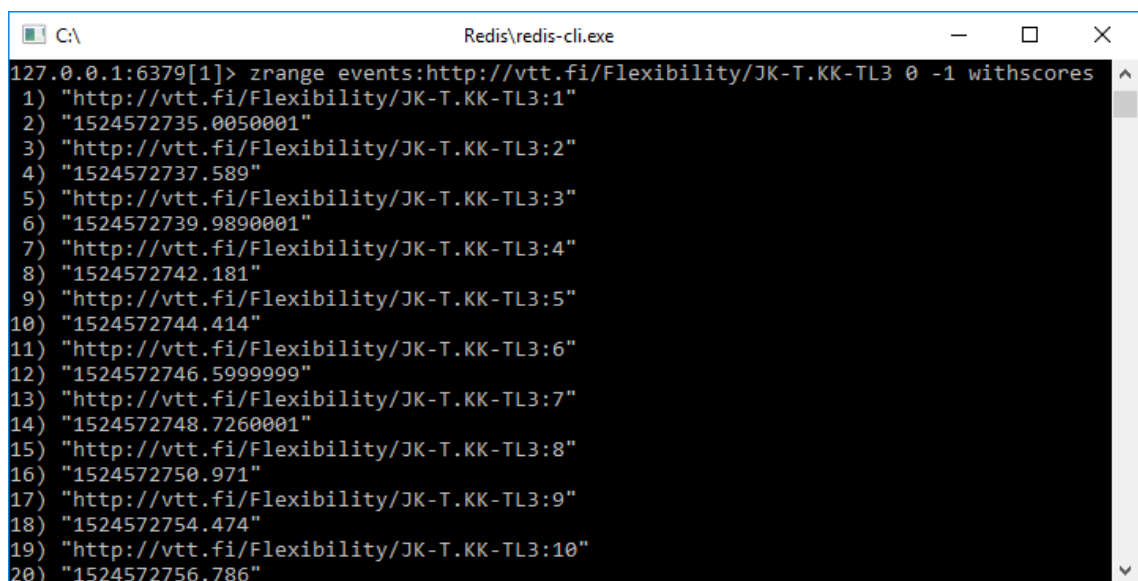 C:\ Redis\redis-cli.exe
127.0.0.1:6379[1]> zrange events:http://vtt.fi/Flexibility/JK-T.KK-TL3 0 -1 withscores
1) "http://vtt.fi/Flexibility/JK-T.KK-TL3:1"
2) "1524572735.0050001"
3) "http://vtt.fi/Flexibility/JK-T.KK-TL3:2"
4) "1524572737.589"
5) "http://vtt.fi/Flexibility/JK-T.KK-TL3:3"
6) "1524572739.9890001"
7) "http://vtt.fi/Flexibility/JK-T.KK-TL3:4"
8) "1524572742.181"
9) "http://vtt.fi/Flexibility/JK-T.KK-TL3:5"
10) "1524572744.414"
11) "http://vtt.fi/Flexibility/JK-T.KK-TL3:6"
12) "1524572746.5999999"
13) "http://vtt.fi/Flexibility/JK-T.KK-TL3:7"
14) "1524572748.7260001"
15) "http://vtt.fi/Flexibility/JK-T.KK-TL3:8"
16) "1524572750.971"
17) "http://vtt.fi/Flexibility/JK-T.KK-TL3:9"
18) "1524572754.474"
19) "http://vtt.fi/Flexibility/JK-T.KK-TL3:10"
20) "1524572756.786"